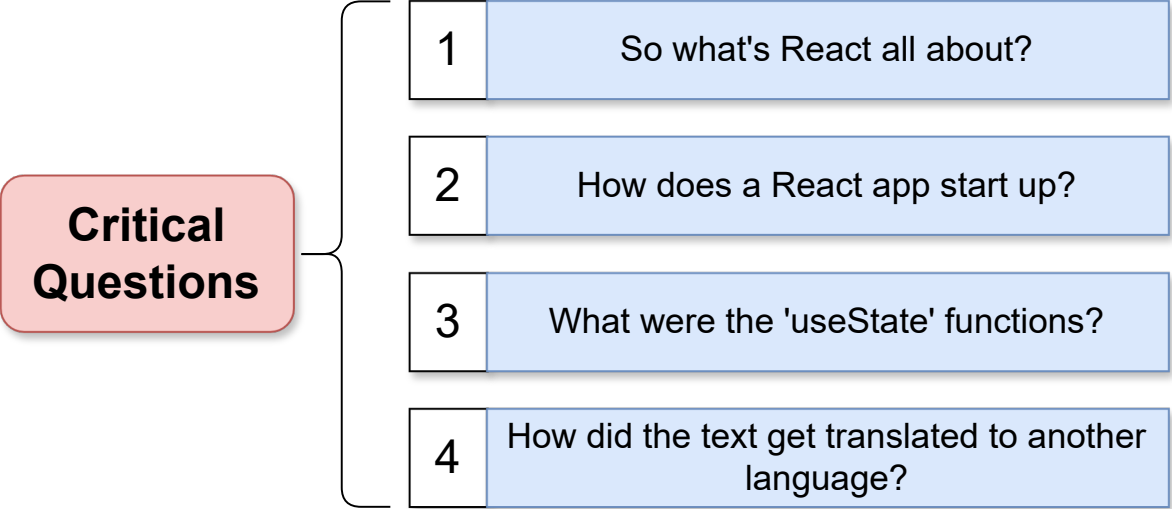 Critical
Questions
1
So what's React all about?
2
How does a React app start up?
3
What were the 'useState' functions?
4
How did the text get translated to another
language?